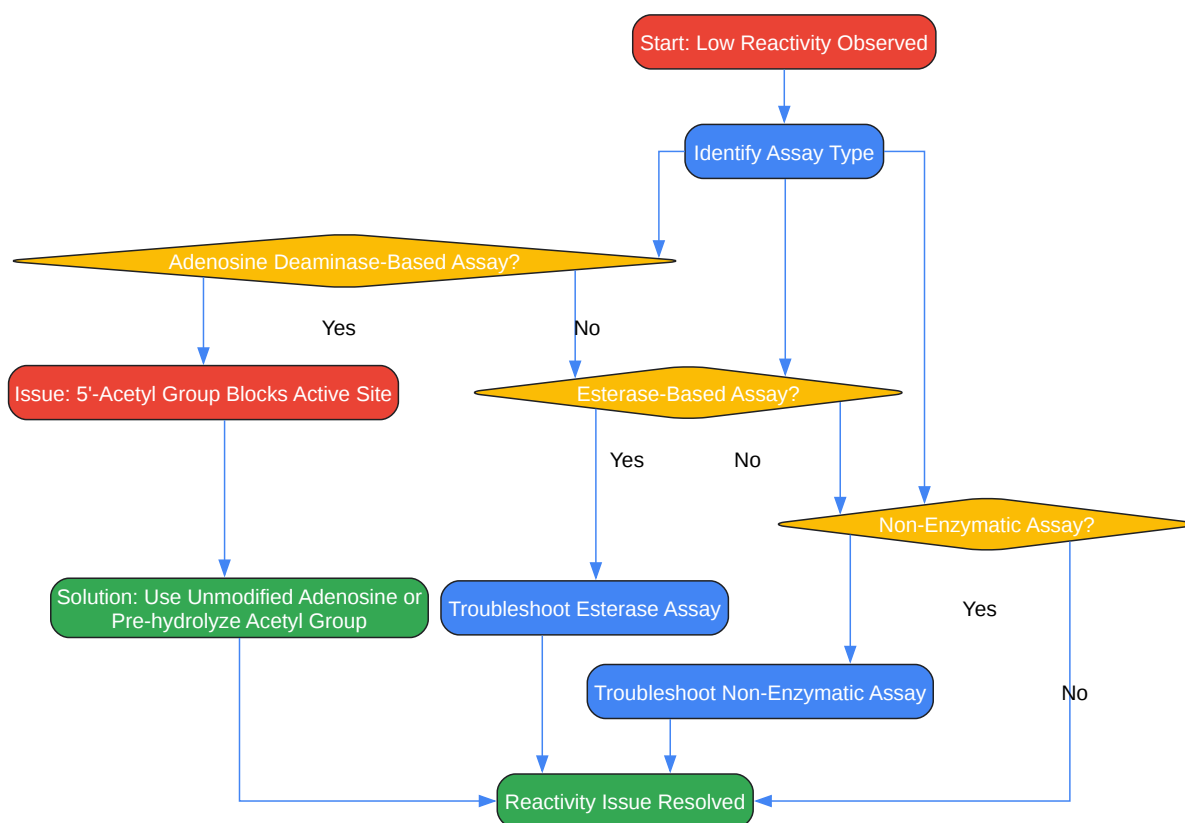 Start: Low Reactivity Observed
Identify Assay Type
Adenosine Deaminase-Based Assay?
Yes
No
Issue: 5'-Acetyl Group Blocks Active Site
Esterase-Based Assay?
Yes
No
Non-Enzymatic Assay?
Solution: Use Unmodified Adenosine or
Pre-hydrolyze Acetyl Group
Troubleshoot Esterase Assay
Yes
Troubleshoot Non-Enzymatic Assay
No
Reactivity Issue Resolved